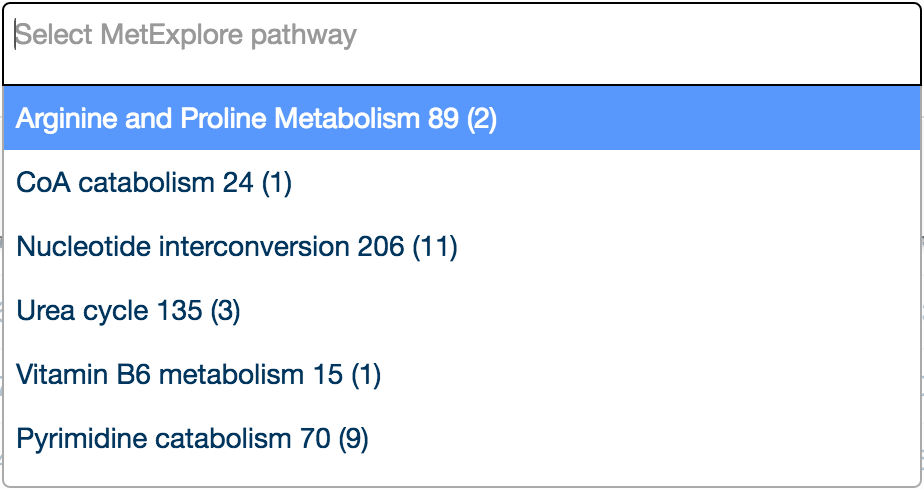 Select MetExplore pathway
Arginine and Proline Metabolism 89 (2)
CoA catabolism 24 (1)
Nucleotide interconversion 206 (11)
Urea cycle 135 (3)
Vitamin B6 metabolism 15 (1)
Pyrimidine catabolism 70 (9)